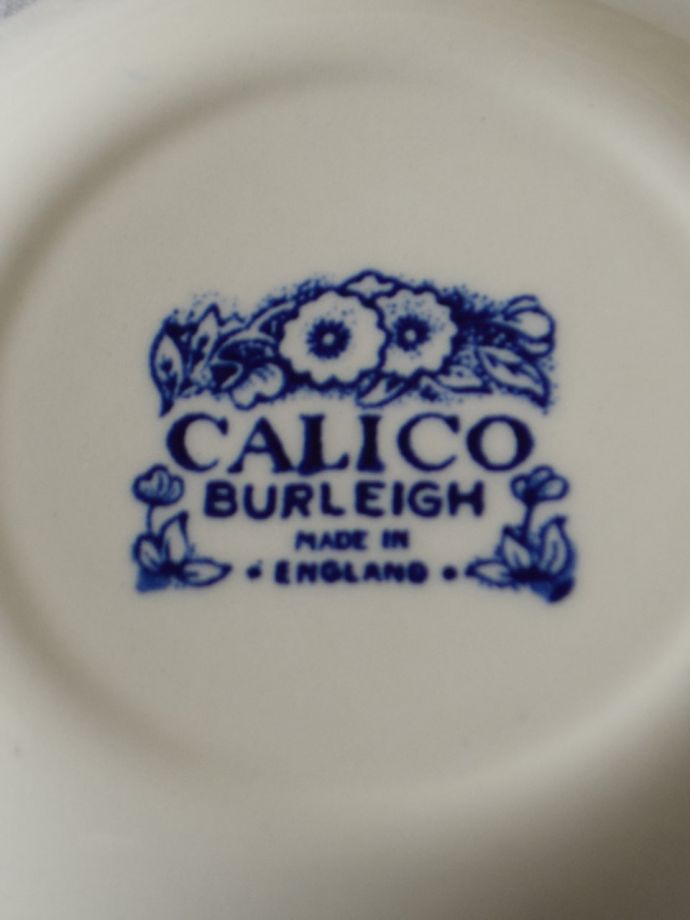 CALICO
BURLEIGH
MADE IN
• ENGLAND •